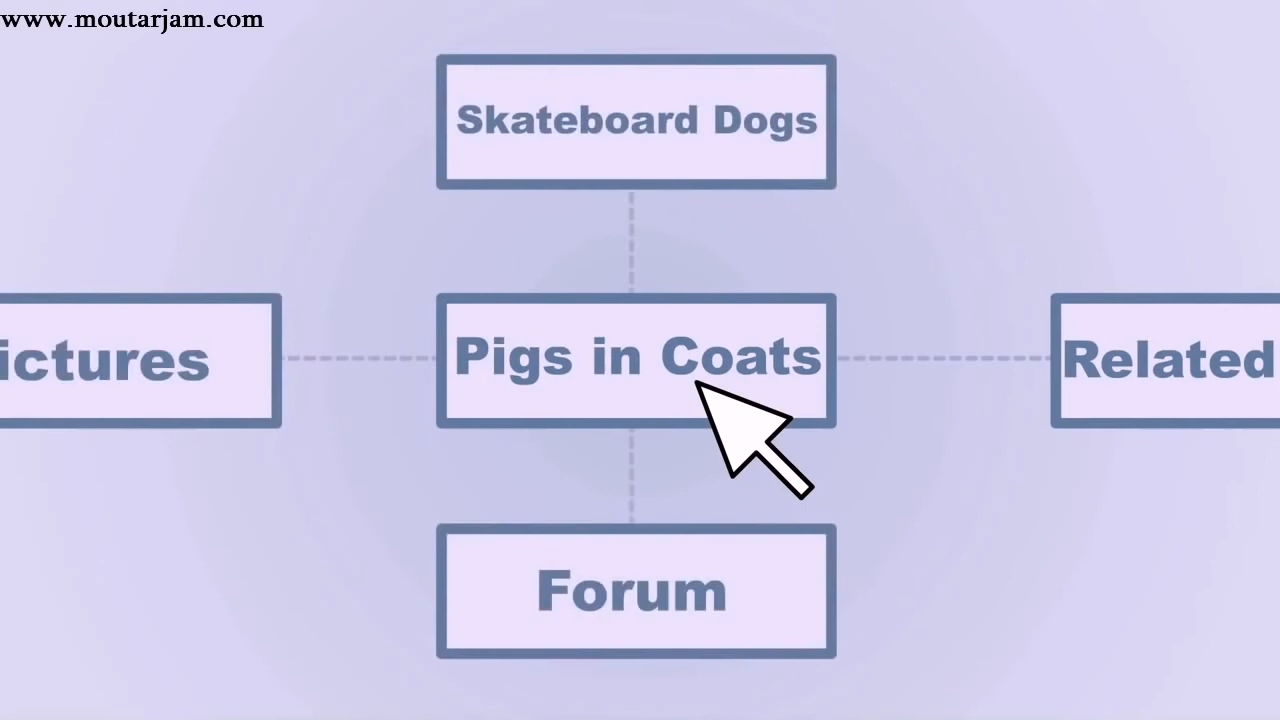 www.moutarjam.com
Skateboard Dogs
ictures
Pigs in Coats
Related
Forum